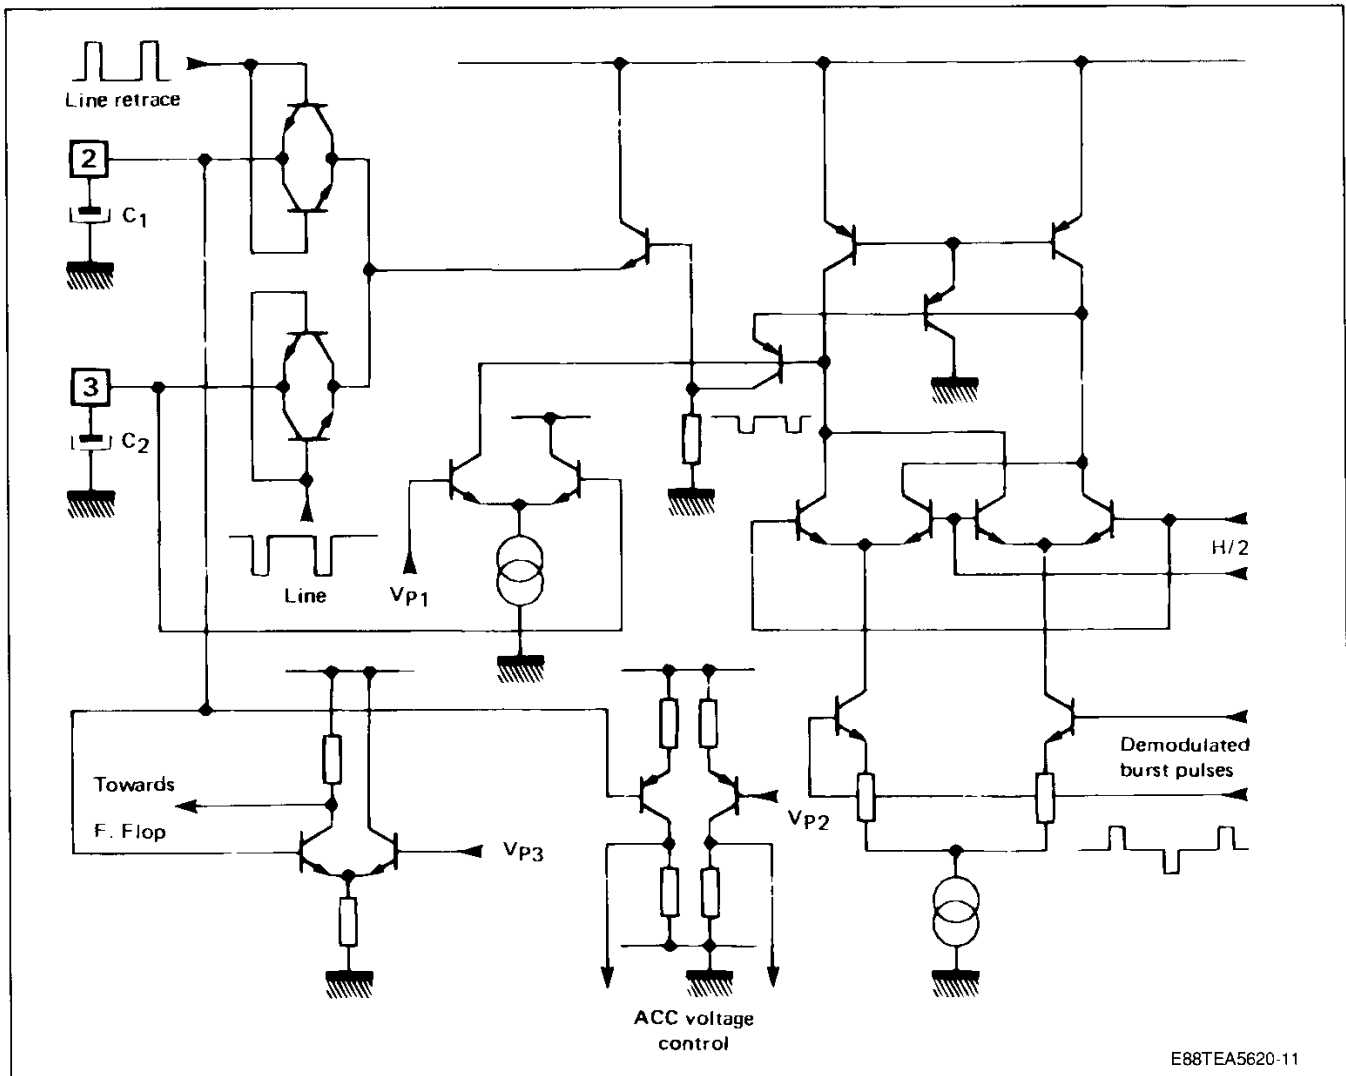 Line retrace
2
C1
3
C2
Line
VP1
H/2
Demodulated
burst pulses
Towards
F. Flop
VP3
VP2
ACC voltage
control
E88TEA5620-11